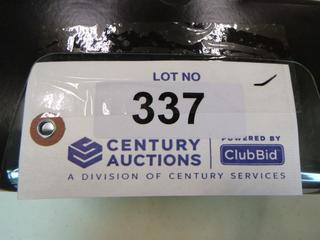 LOT NO
337
CENTURY
AUCTIONS
POWERED BY
ClubBid
A DIVISION OF CENTURY SERVICES